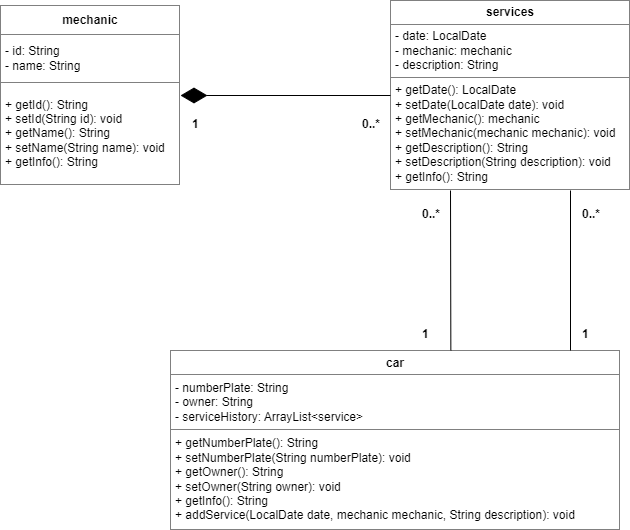 mechanic
- id: String
- name: String
+ getId(): String
+ setId(String id): void
+ getName(): String
+ setName(String name): void
+ getInfo(): String
1
0..*
services
- date: LocalDate
- mechanic: mechanic
- description: String
+ getDate(): LocalDate
+ setDate(LocalDate date): void
+ getMechanic(): mechanic
+ setMechanic(mechanic mechanic): void
+ getDescription(): String
+ setDescription(String description): void
+ getInfo(): String
0..*
0..*
1
1
car
- numberPlate: String
- owner: String
- serviceHistory: ArrayList<service>
+ getNumberPlate(): String
+ setNumberPlate(String numberPlate): void
+ getOwner(): String
+ setOwner(String owner): void
+ getInfo(): String
+ addService(LocalDate date, mechanic mechanic, String description): void